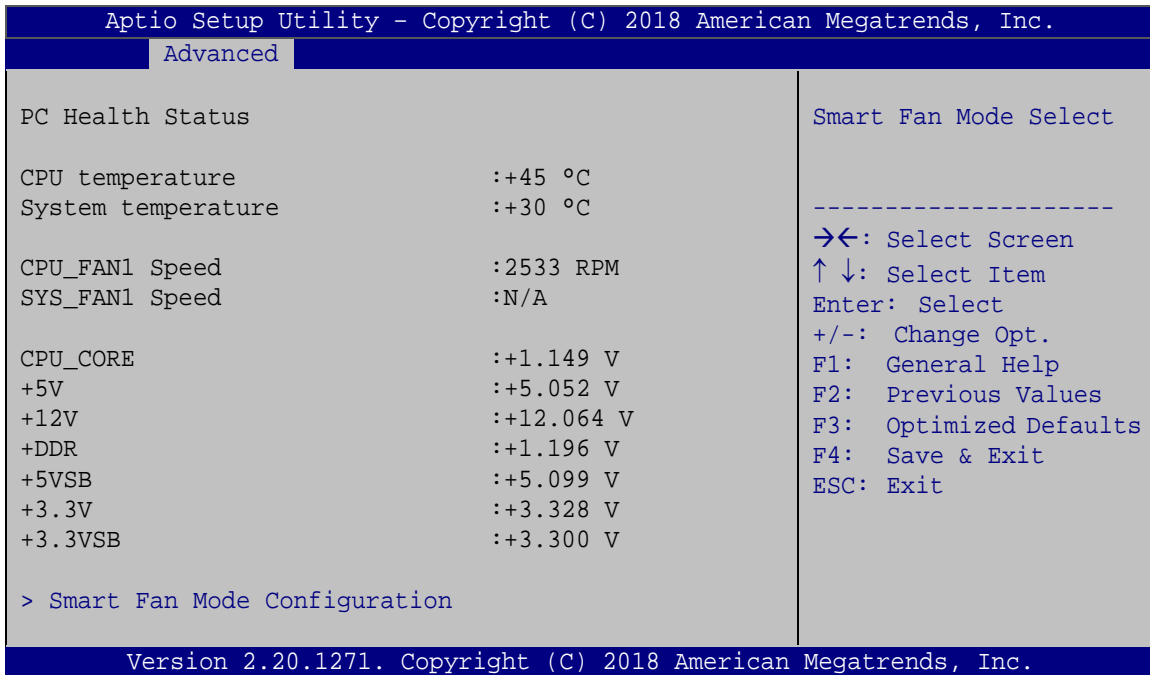 Aptio Setup Utility – Copyright (C) 2018 American Megatrends, Inc.
Advanced
PC Health Status
CPU temperature :+45 °C
System temperature :+30 °C
CPU_FAN1 Speed :2533 RPM
SYS_FAN1 Speed :N/A
CPU_CORE :+1.149 V
+5V :+5.052 V
+12V :+12.064 V
+DDR :+1.196 V
+5VSB :+5.099 V
+3.3V :+3.328 V
+3.3VSB :+3.300 V
> Smart Fan Mode Configuration
Smart Fan Mode Select
---------------------
→←: Select Screen
↑ ↓: Select Item
Enter: Select
+/-: Change Opt.
F1: General Help
F2: Previous Values
F3: Optimized Defaults
F4: Save & Exit
ESC: Exit
Version 2.20.1271. Copyright (C) 2018 American Megatrends, Inc.